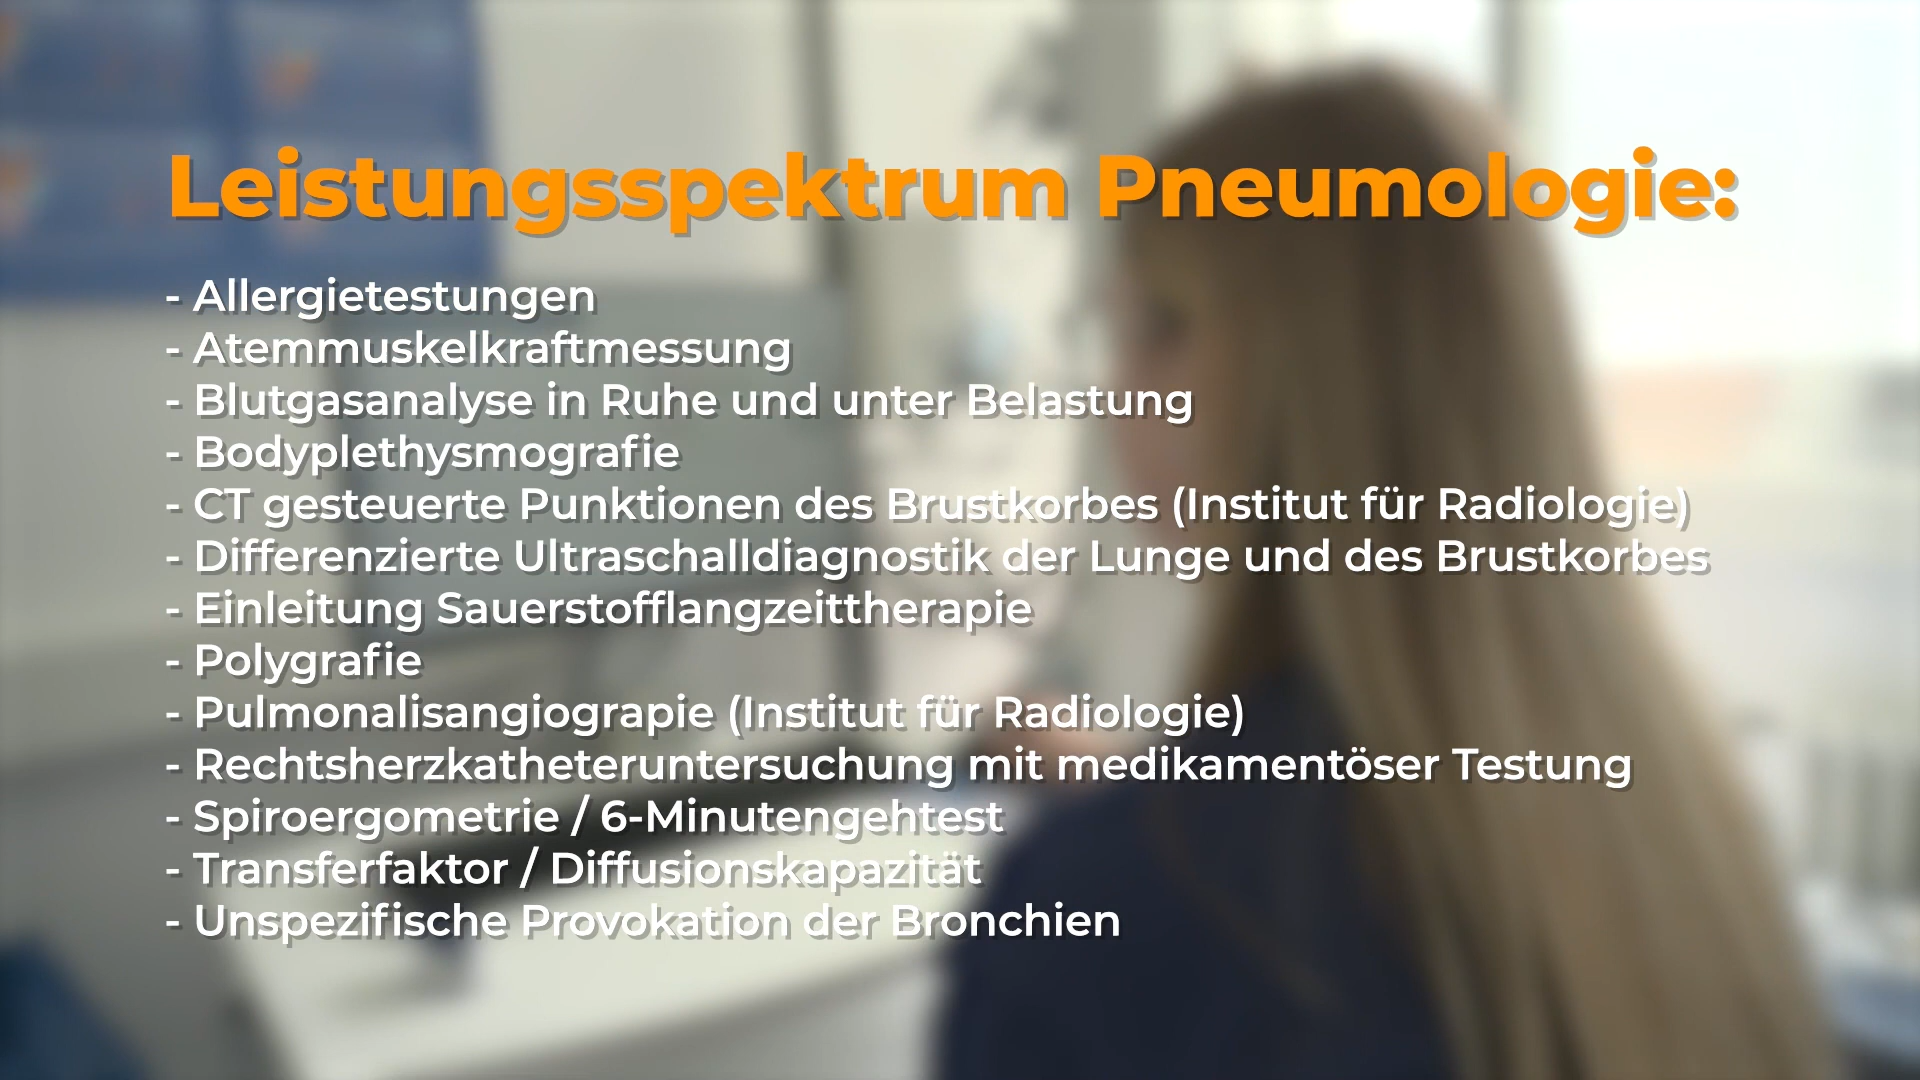 Leistungsspektrum Pneumologie:
- Allergietestungen
- Atemmuskelkraftmessung
- Blutgasanalyse in Ruhe und unter Belastung
- Bodyplethysmografie
- CT gesteuerte Punktionen des Brustkorbes (Institut für Radiologie)
- Differenzierte Ultraschalldiagnostik der Lunge und des Brustkorbes
- Einleitung Sauerstofflangzeittherapie
- Polygrafie
- Pulmonalisangiograpie (Institut für Radiologie)
- Rechtsherzkatheteruntersuchung mit medikamentöser Testung
- Spiroergometrie / 6-Minutengehtest
- Transferfaktor / Diffusionskapazität
- Unspezifische Provokation der Bronchien